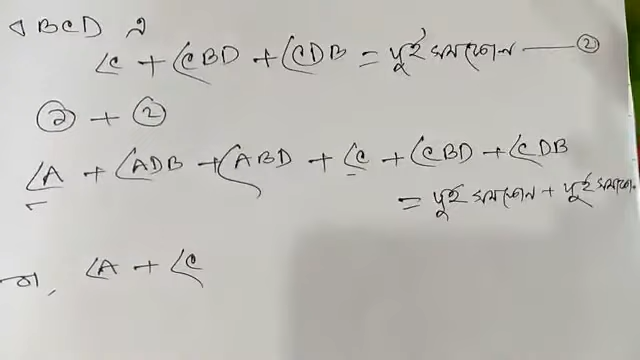 △BCD এ
∠C + ∠CBD + ∠CDB = দুই সমকোণ —— ②
① + ②
∠A + ∠ADB + ∠ABD + ∠C + ∠CBD + ∠CDB
= দুই সমকোণ + দুই সমকোণ
বা, ∠A + ∠C